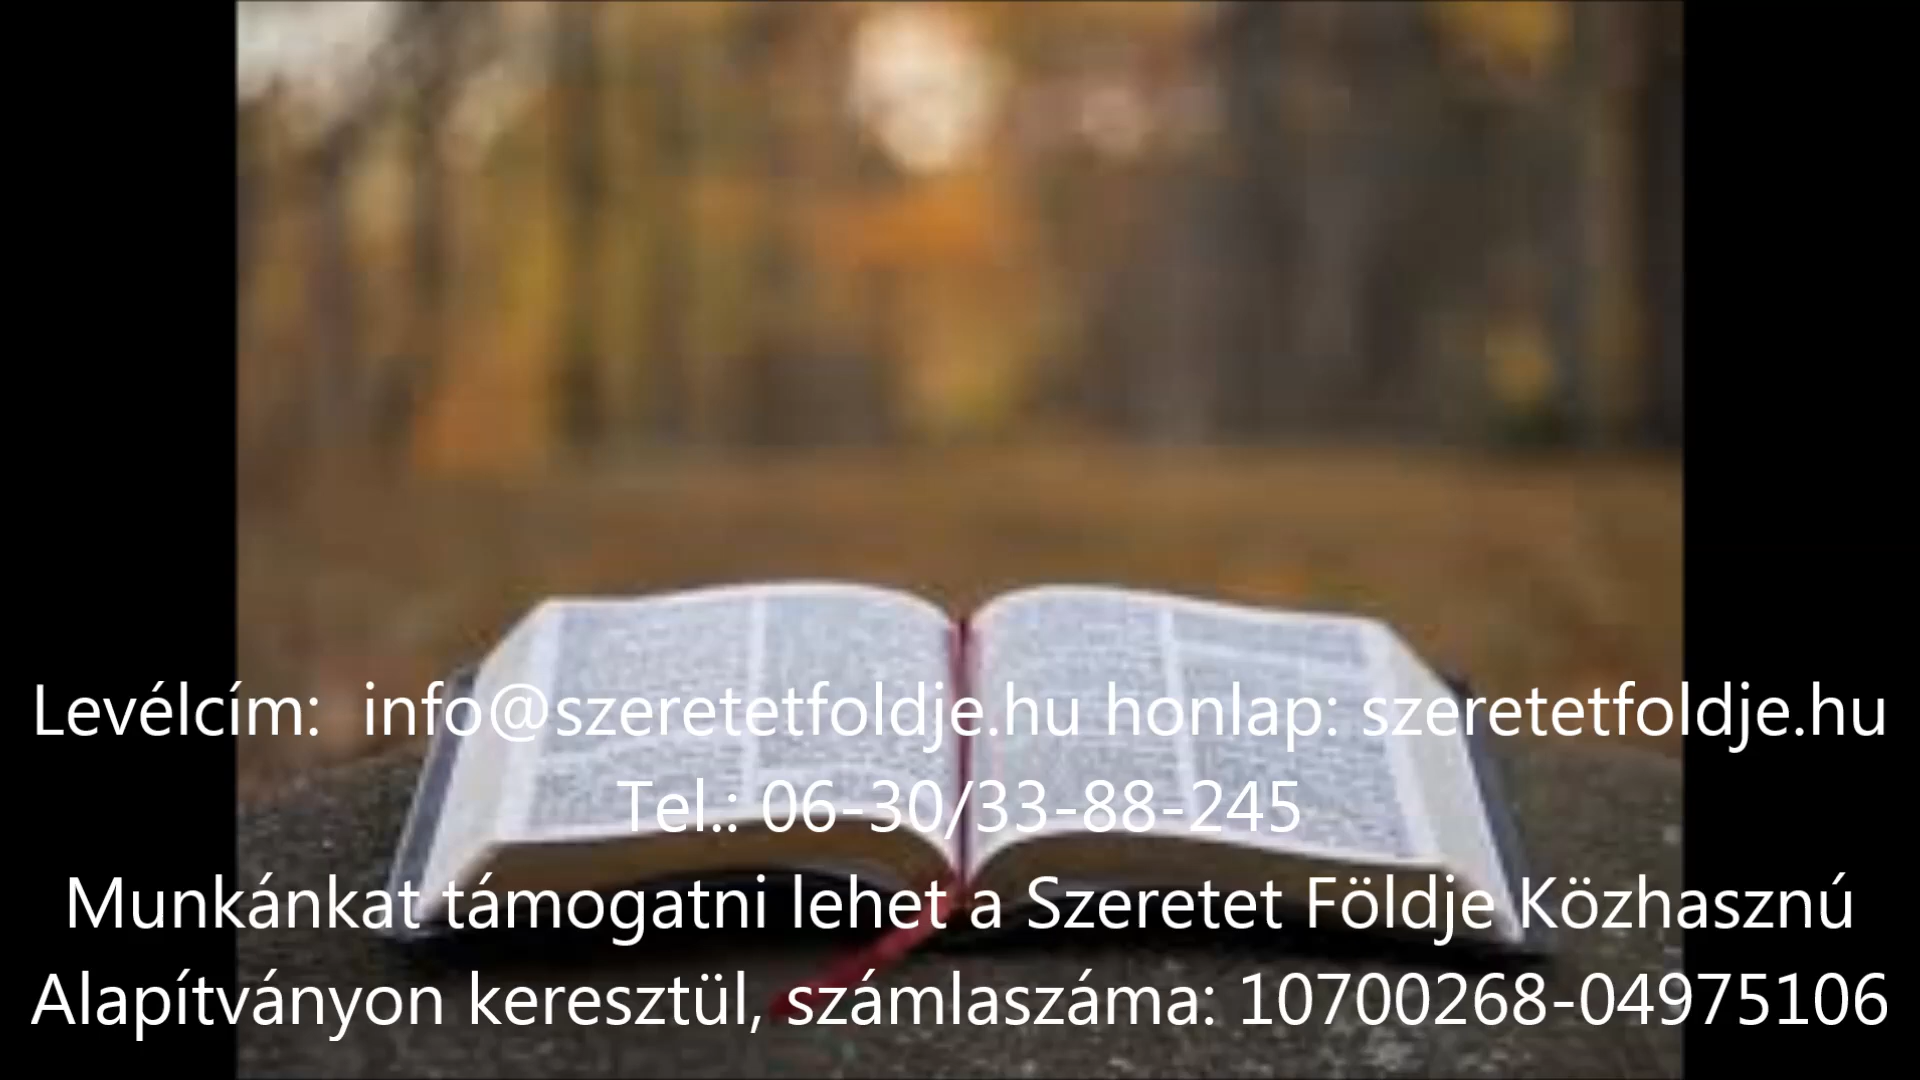 Levélcím:  info@szeretetfoldje.hu honlap: szeretetfoldje.hu
Tel.: 06-30/33-88-245
Munkánkat támogatni lehet a Szeretet Földje Közhasznú
Alapítványon keresztül, számlaszáma: 10700268-04975106